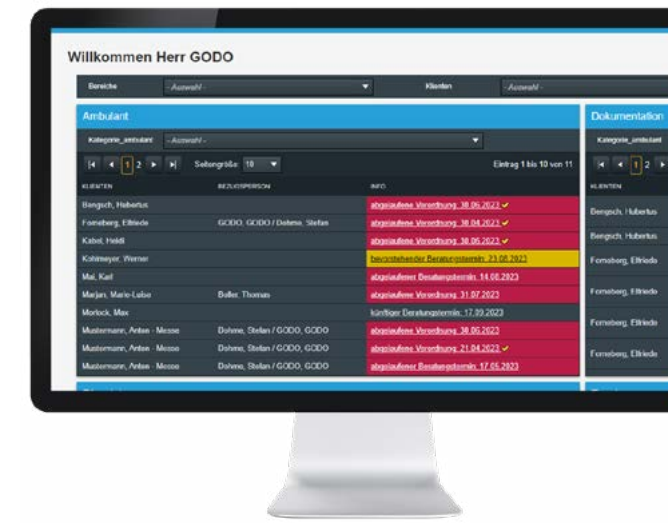 Willkommen Herr GODO
Bereiche - Auswahl - Klienten - Auswahl -
Ambulant Dokumentation
Kategorie_ambulant - Auswahl - Kategorie_ambulant
1 2 Seitengröße: 10 Eintrag 1 bis 10 von 11 1 2
KLIENTEN BEZUGSPERSON INFO KLIENTEN
Bengsch, Hubertus abgelaufene Verordnung: 30.06.2023
Forneberg, Elfriede GODO, GODO / Dohme, Stefan abgelaufene Verordnung: 30.04.2023
Kabel, Heidi abgelaufene Verordnung: 30.06.2023
Kohlmeyer, Werner bevorstehender Beratungstermin: 23.08.2023
Mai, Karl abgelaufener Beratungstermin: 14.08.2023
Marjan, Marie-Luise Boller, Thomas abgelaufene Verordnung: 31.07.2023
Morlock, Max künftiger Beratungstermin: 17.09.2023
Mustermann, Anton - Messe Dohme, Stefan / GODO, GODO abgelaufene Verordnung: 30.06.2023
Mustermann, Anton - Messe Dohme, Stefan / GODO, GODO abgelaufene Verordnung: 21.04.2023
Mustermann, Anton - Messe Dohme, Stefan / GODO, GODO abgelaufener Beratungstermin: 17.05.2023
Bengsch, Hubertus
Bengsch, Hubertus
Forneberg, Elfriede
Forneberg, Elfriede
Forneberg, Elfriede
Forneberg, Elfriede